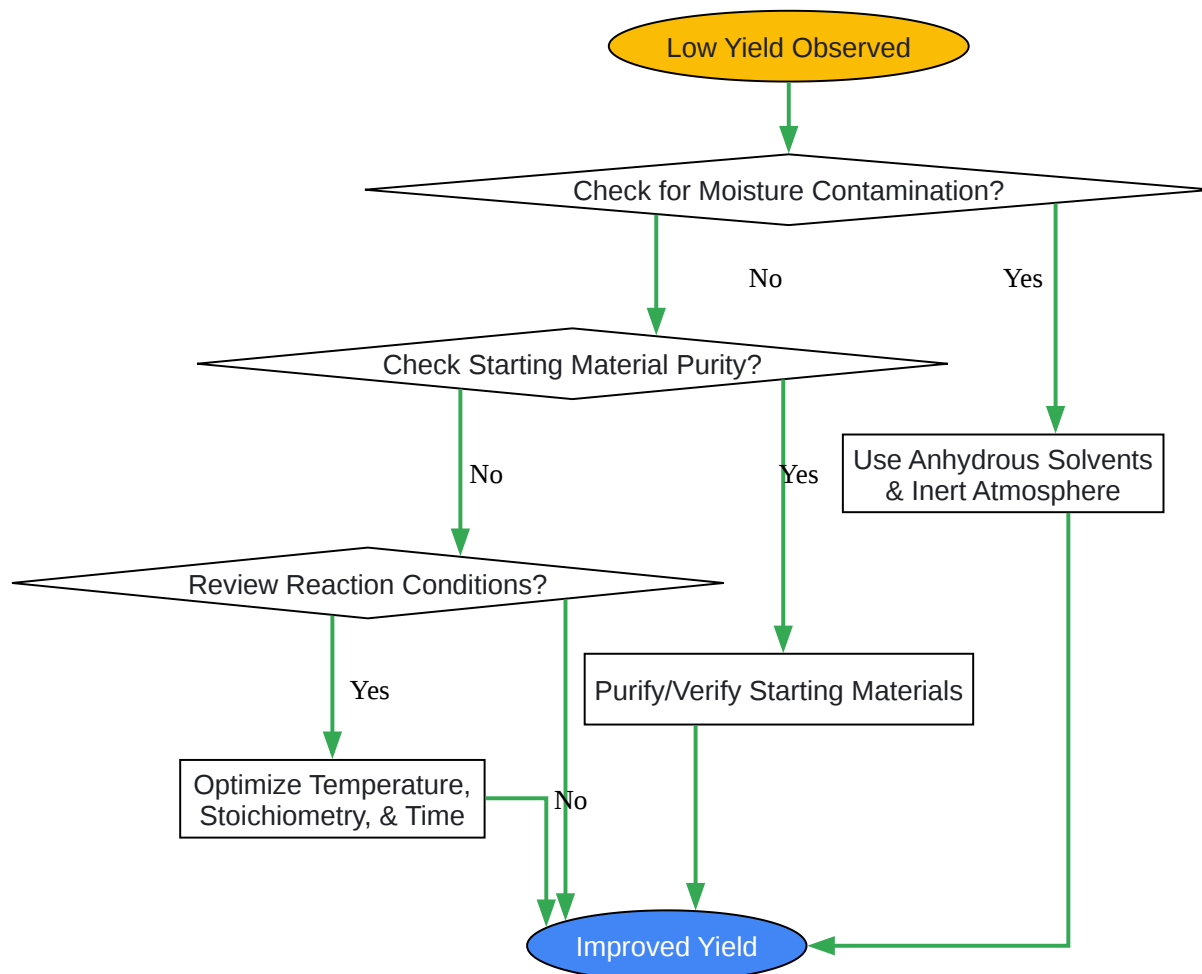 Low Yield Observed
Check for Moisture Contamination?
No
Yes
Check Starting Material Purity?
No
Yes
Use Anhydrous Solvents
& Inert Atmosphere
Review Reaction Conditions?
Yes
Purify/Verify Starting Materials
Optimize Temperature,
Stoichiometry, & Time
No
Improved Yield